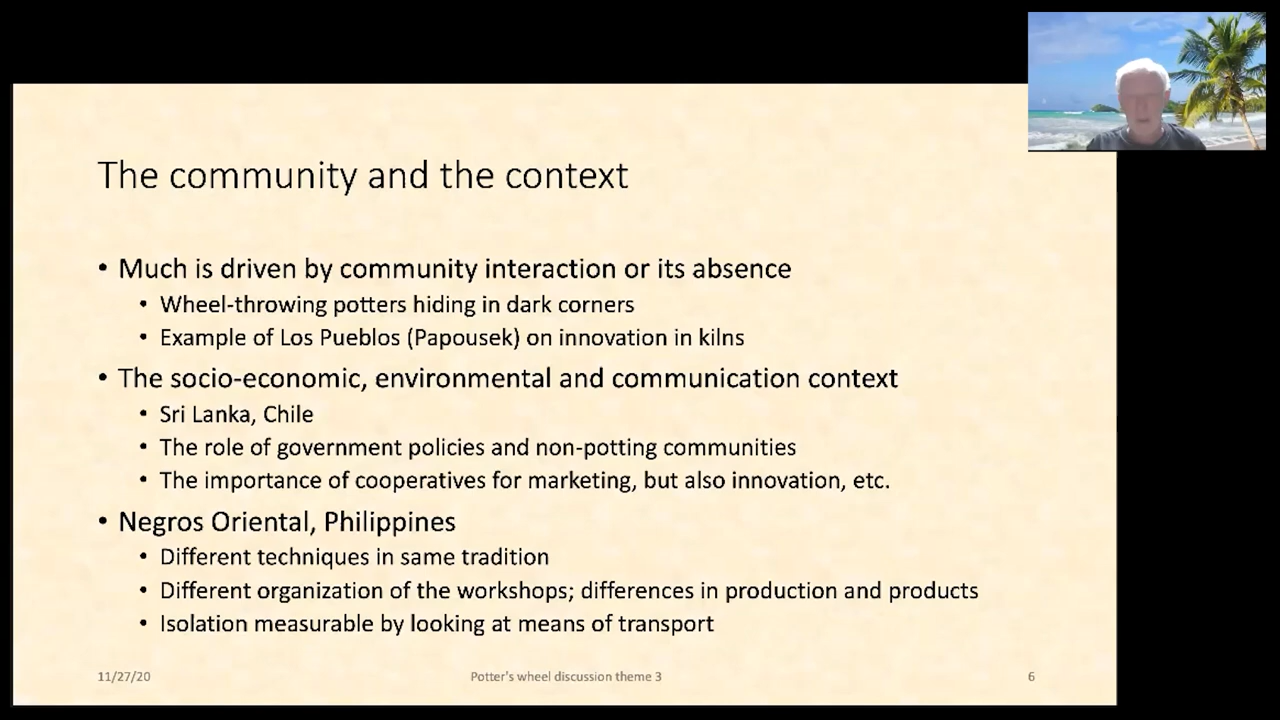 The community and the context
• Much is driven by community interaction or its absence
• Wheel-throwing potters hiding in dark corners
• Example of Los Pueblos (Papousek) on innovation in kilns
• The socio-economic, environmental and communication context
• Sri Lanka, Chile
• The role of government policies and non-potting communities
• The importance of cooperatives for marketing, but also innovation, etc.
• Negros Oriental, Philippines
• Different techniques in same tradition
• Different organization of the workshops; differences in production and products
• Isolation measurable by looking at means of transport
11/27/20 Potter's wheel discussion theme 3 6